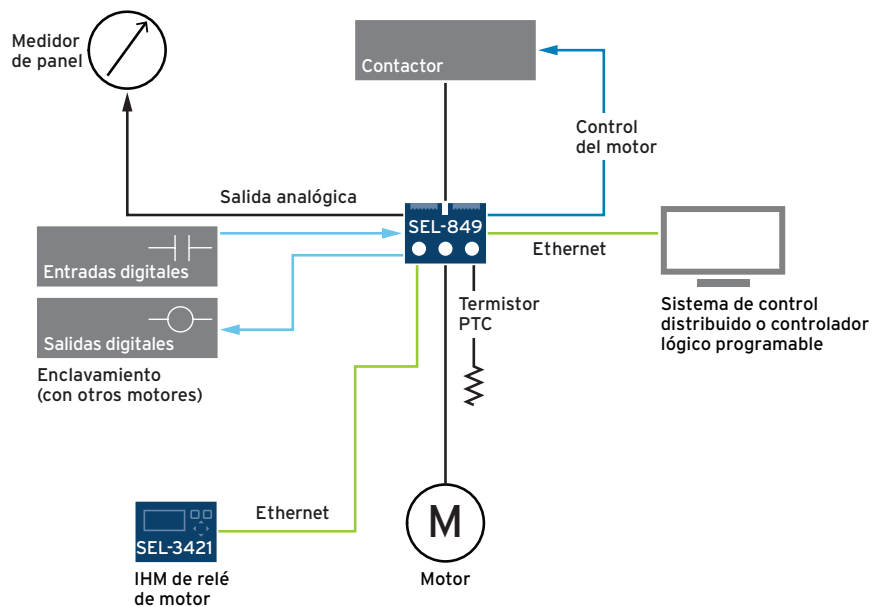 Medidor
de panel
Contactor
Control
del motor
Salida analógica
SEL-849
Ethernet
Entradas digitales
Salidas digitales
Enclavamiento
(con otros motores)
Termistor
PTC
Sistema de control
distribuido o controlador
lógico programable
Ethernet
SEL-3421
IHM de relé
de motor
M
Motor